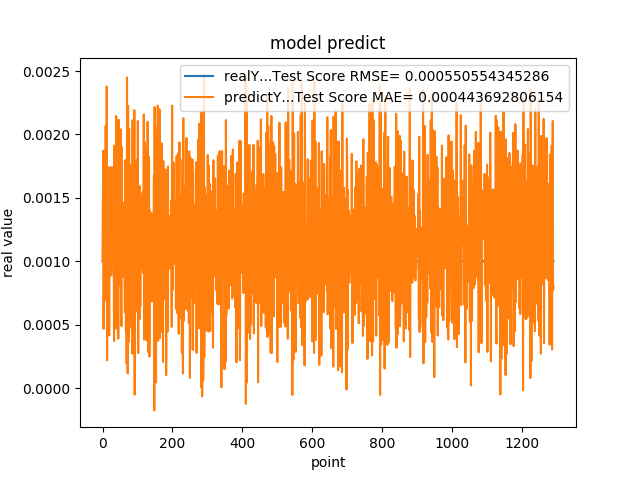 model predict
realY...Test Score RMSE= 0.000550554345286
predictY...Test Score MAE= 0.000443692806154
0.0025
0.0020
0.0015
0.0010
0.0005
0.0000
real value
0 200 400 600 800 1000 1200
point